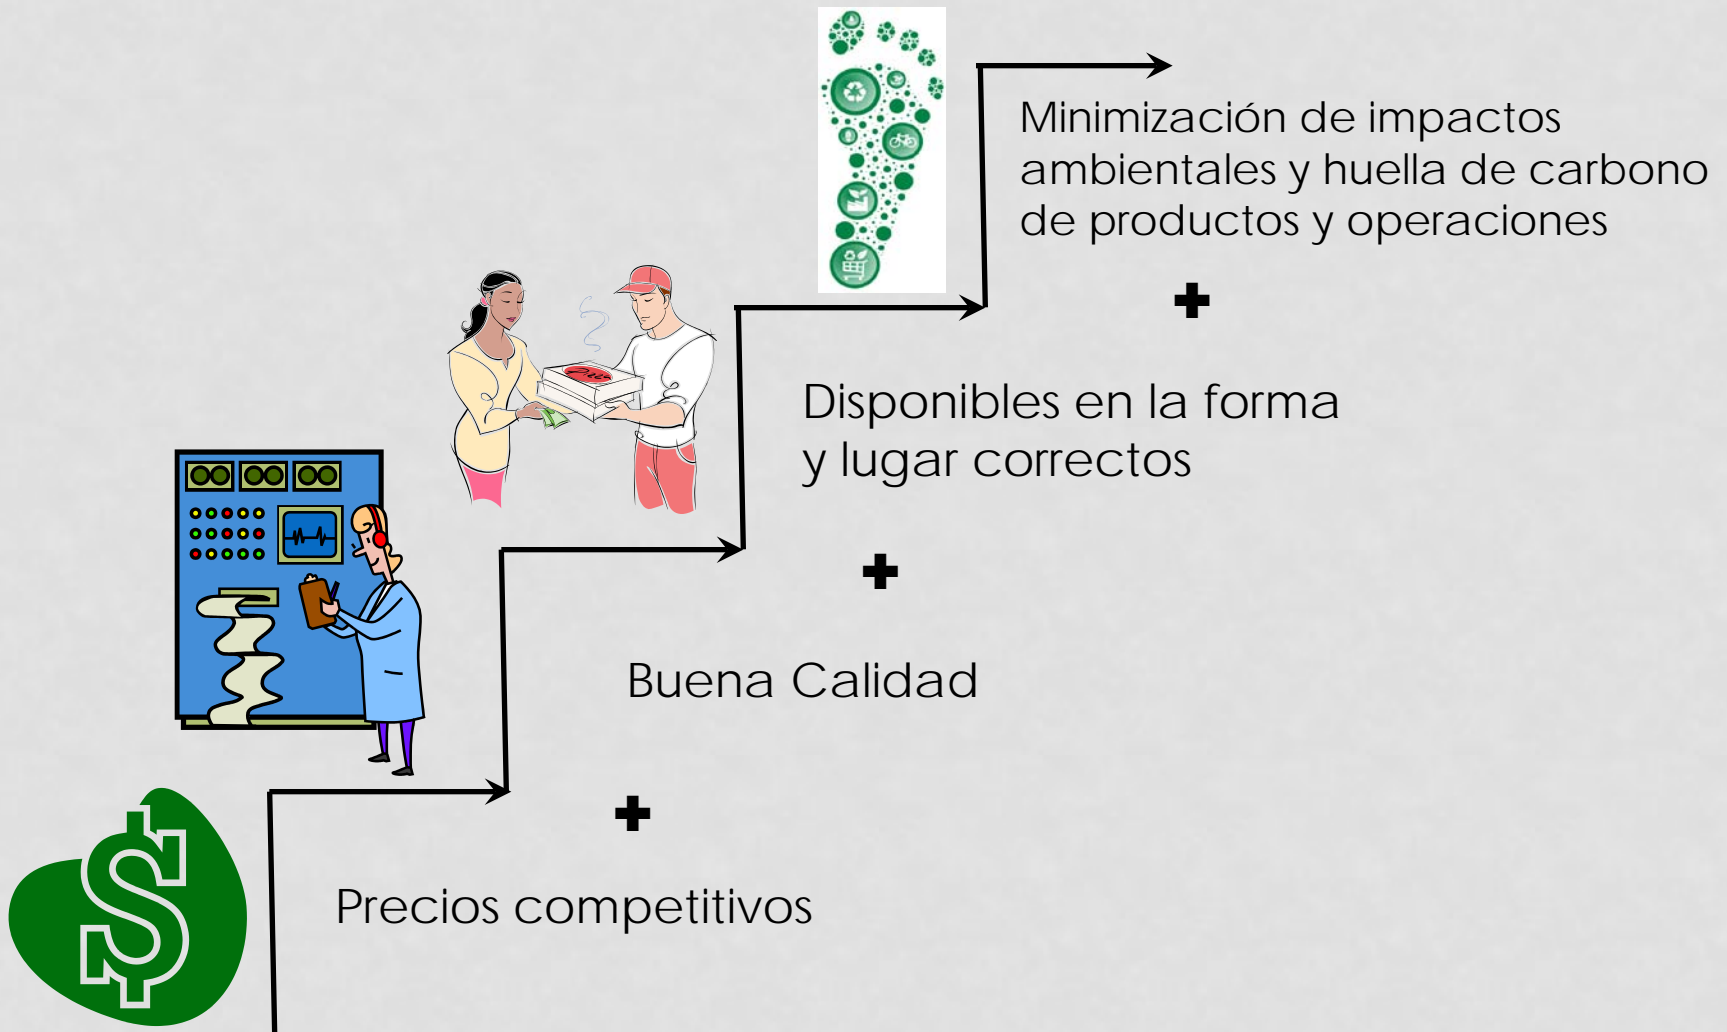 Minimización de impactos
ambientales y huella de carbono
de productos y operaciones
+
Disponibles en la forma
y lugar correctos
+
Buena Calidad
+
Precios competitivos
$